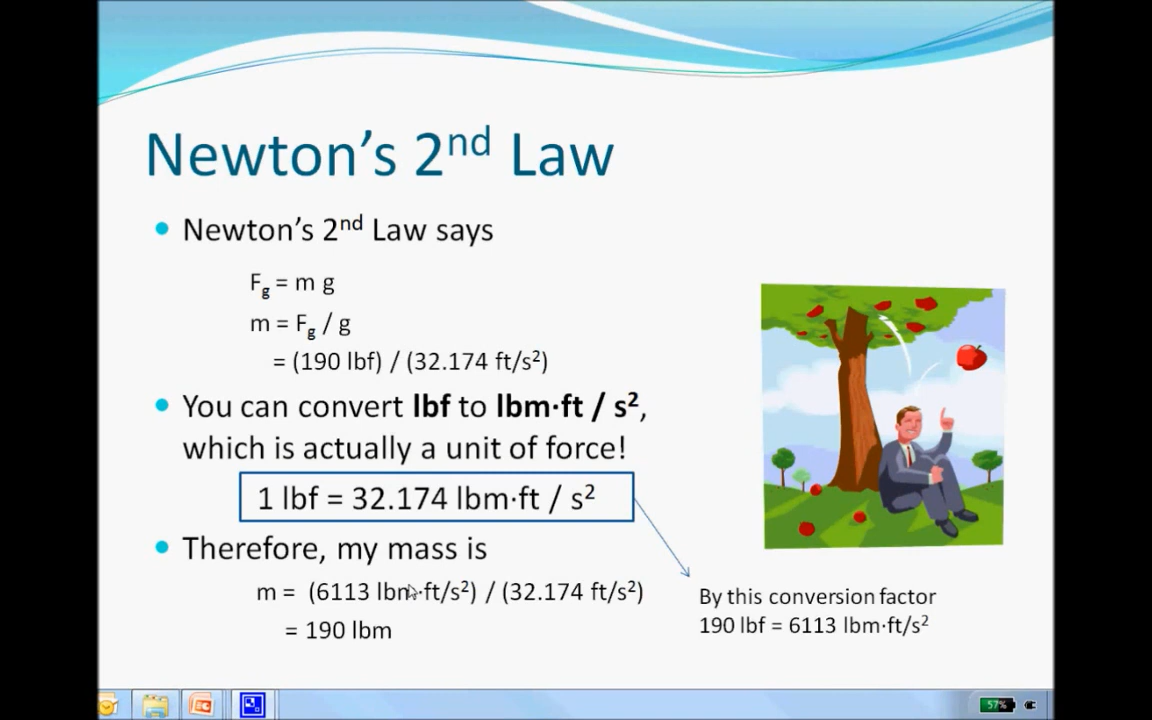 Newton's 2nd Law
Newton's 2nd Law says
Fg = m g
m = Fg / g
= (190 lbf) / (32.174 ft/s²)
You can convert lbf to lbm·ft / s²,
which is actually a unit of force!
1 lbf = 32.174 lbm·ft / s²
Therefore, my mass is
m = (6113 lbm·ft/s²) / (32.174 ft/s²)
= 190 lbm
By this conversion factor
190 lbf = 6113 lbm·ft/s²
57%